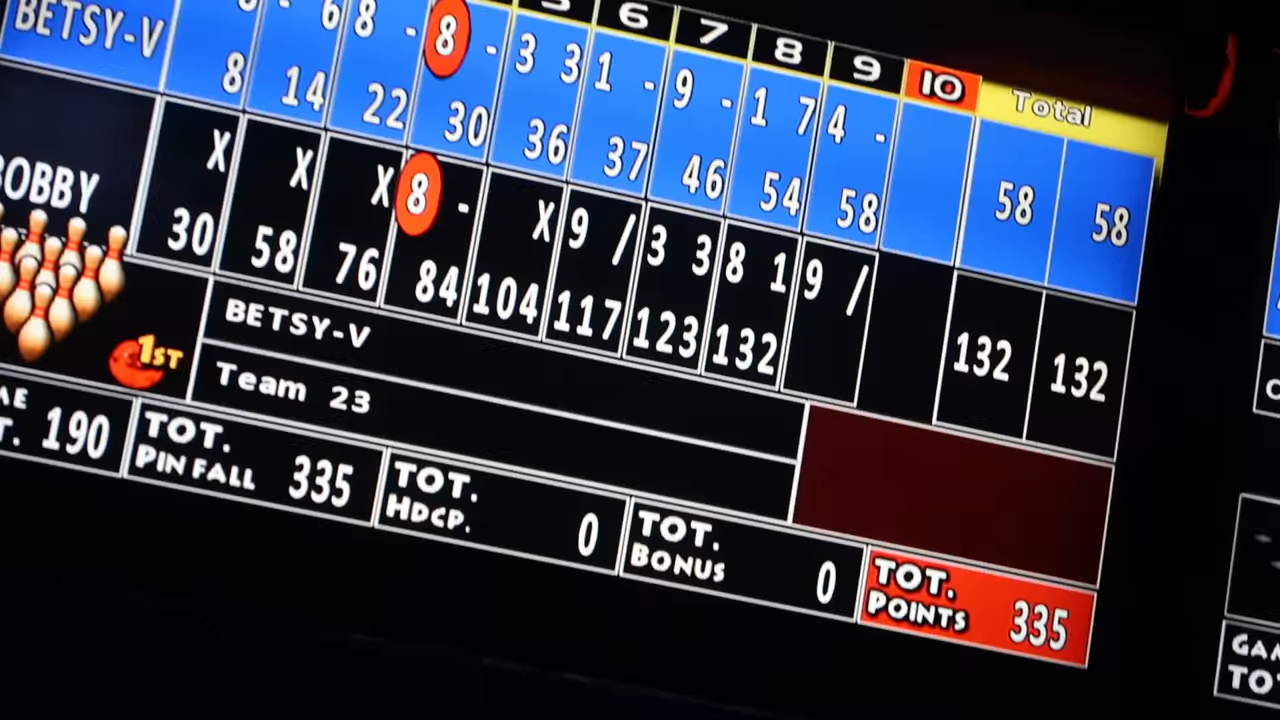 6 7 8 9 10 Total
BETSY-V - 6 8 - 8 - 3 3 1 - 9 - 1 7 4 -
8 14 22 30 36 37 46 54 58 58 58
OBBY X X X 8 - X 9 / 3 3 8 1 9 /
30 58 76 84 104 117 123 132 132 132
1ST
BETSY-V
Team 23
190
TOT.
PIN FALL 335
TOT.
HDCP. 0
TOT.
BONUS 0
TOT.
POINTS 335